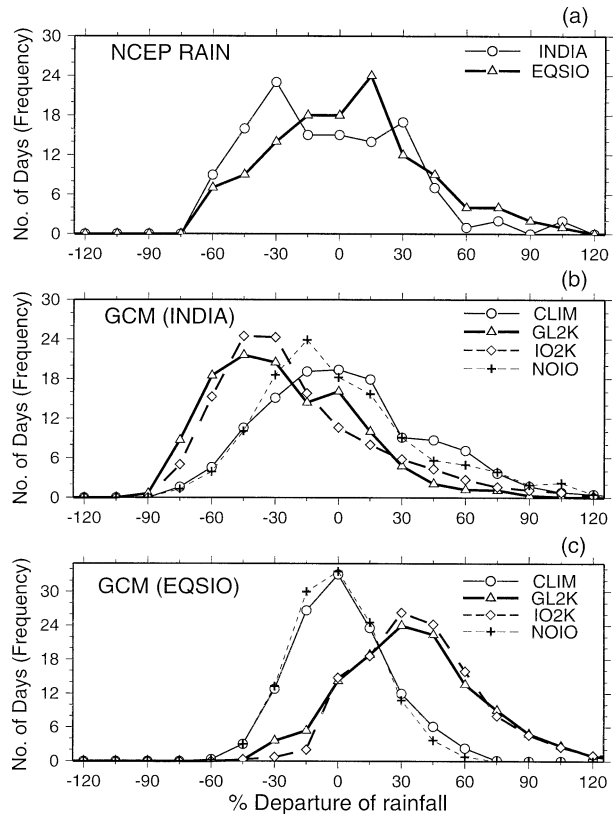 (a)
NCEP RAIN
INDIA
EQSIO
No. of Days (Frequency)
30
24
18
12
6
0
-120 -90 -60 -30 0 30 60 90 120
(b)
GCM (INDIA)
CLIM
GL2K
IO2K
NOIO
No. of Days (Frequency)
30
24
18
12
6
0
-120 -90 -60 -30 0 30 60 90 120
(c)
GCM (EQSIO)
CLIM
GL2K
IO2K
NOIO
No. of Days (Frequency)
30
24
18
12
6
0
-120 -90 -60 -30 0 30 60 90 120
% Departure of rainfall